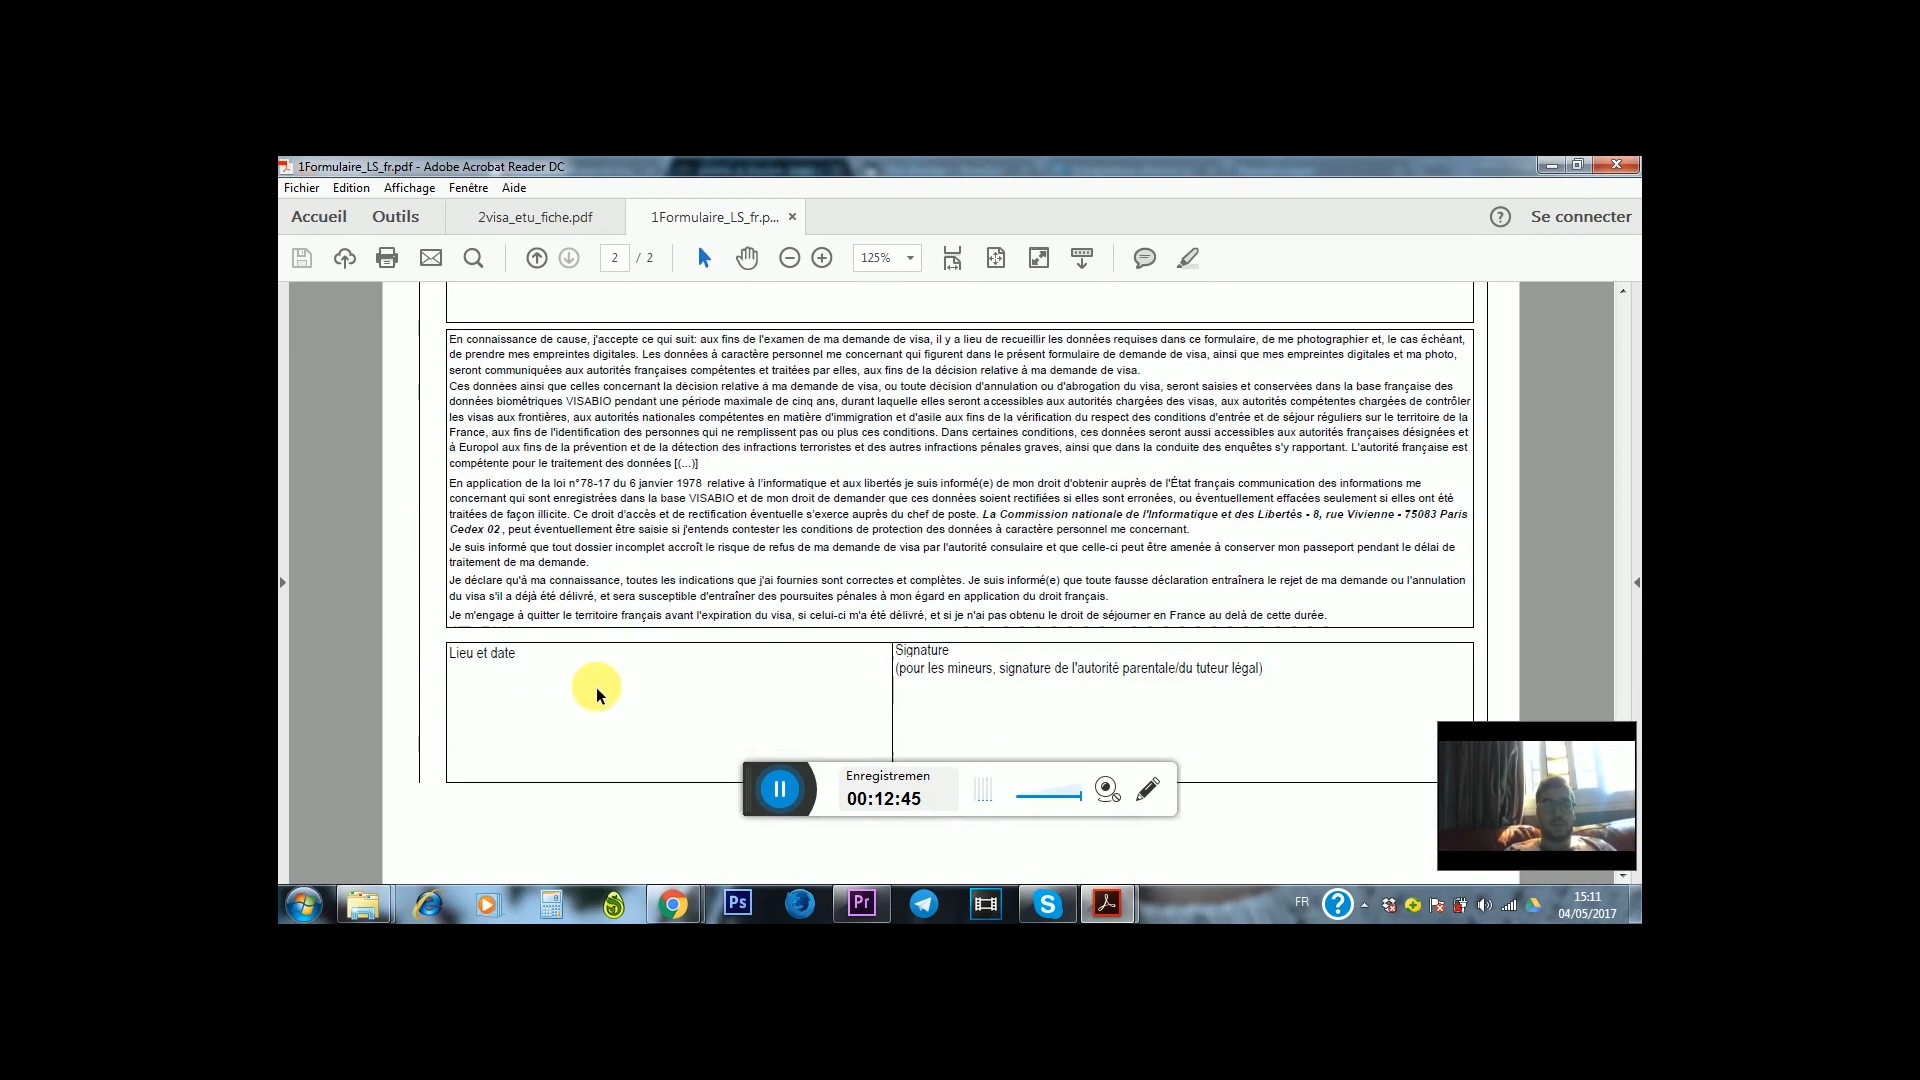 1Formulaire_LS_fr.pdf - Adobe Acrobat Reader DC
Fichier Edition Affichage Fenêtre Aide
Accueil Outils 2visa_etu_fiche.pdf 1Formulaire_LS_fr.p... × ? Se connecter
2 / 2 125%
En connaissance de cause, j'accepte ce qui suit: aux fins de l'examen de ma demande de visa, il y a lieu de recueillir les données requises dans ce formulaire, de me photographier et, le cas échéant,
de prendre mes empreintes digitales. Les données à caractère personnel me concernant qui figurent dans le présent formulaire de demande de visa, ainsi que mes empreintes digitales et ma photo,
seront communiquées aux autorités françaises compétentes et traitées par elles, aux fins de la décision relative à ma demande de visa.
Ces données ainsi que celles concernant la décision relative à ma demande de visa, ou toute décision d'annulation ou d'abrogation du visa, seront saisies et conservées dans la base française des
données biométriques VISABIO pendant une période maximale de cinq ans, durant laquelle elles seront accessibles aux autorités chargées des visas, aux autorités compétentes chargées de contrôler
les visas aux frontières, aux autorités nationales compétentes en matière d'immigration et d'asile aux fins de la vérification du respect des conditions d'entrée et de séjour réguliers sur le territoire de la
France, aux fins de l'identification des personnes qui ne remplissent pas ou plus ces conditions. Dans certaines conditions, ces données seront aussi accessibles aux autorités françaises désignées et
à Europol aux fins de la prévention et de la détection des infractions terroristes et des autres infractions pénales graves, ainsi que dans la conduite des enquêtes s'y rapportant. L'autorité française est
compétente pour le traitement des données [(...)]
En application de la loi n°78-17 du 6 janvier 1978 relative à l'informatique et aux libertés je suis informé(e) de mon droit d'obtenir auprès de l'État français communication des informations me
concernant qui sont enregistrées dans la base VISABIO et de mon droit de demander que ces données soient rectifiées si elles sont erronées, ou éventuellement effacées seulement si elles ont été
traitées de façon illicite. Ce droit d'accès et de rectification éventuelle s'exerce auprès du chef de poste. La Commission nationale de l'Informatique et des Libertés - 8, rue Vivienne - 75083 Paris
Cedex 02 , peut éventuellement être saisie si j'entends contester les conditions de protection des données à caractère personnel me concernant.
Je suis informé que tout dossier incomplet accroît le risque de refus de ma demande de visa par l'autorité consulaire et que celle-ci peut être amenée à conserver mon passeport pendant le délai de
traitement de ma demande.
Je déclare qu'à ma connaissance, toutes les indications que j'ai fournies sont correctes et complètes. Je suis informé(e) que toute fausse déclaration entraînera le rejet de ma demande ou l'annulation
du visa s'il a déjà été délivré, et sera susceptible d'entraîner des poursuites pénales à mon égard en application du droit français.
Je m'engage à quitter le territoire français avant l'expiration du visa, si celui-ci m'a été délivré, et si je n'ai pas obtenu le droit de séjourner en France au delà de cette durée.
Lieu et date
Signature
(pour les mineurs, signature de l'autorité parentale/du tuteur légal)
Enregistremen
00:12:45
Ps Pr S FR ? 15:11
04/05/2017